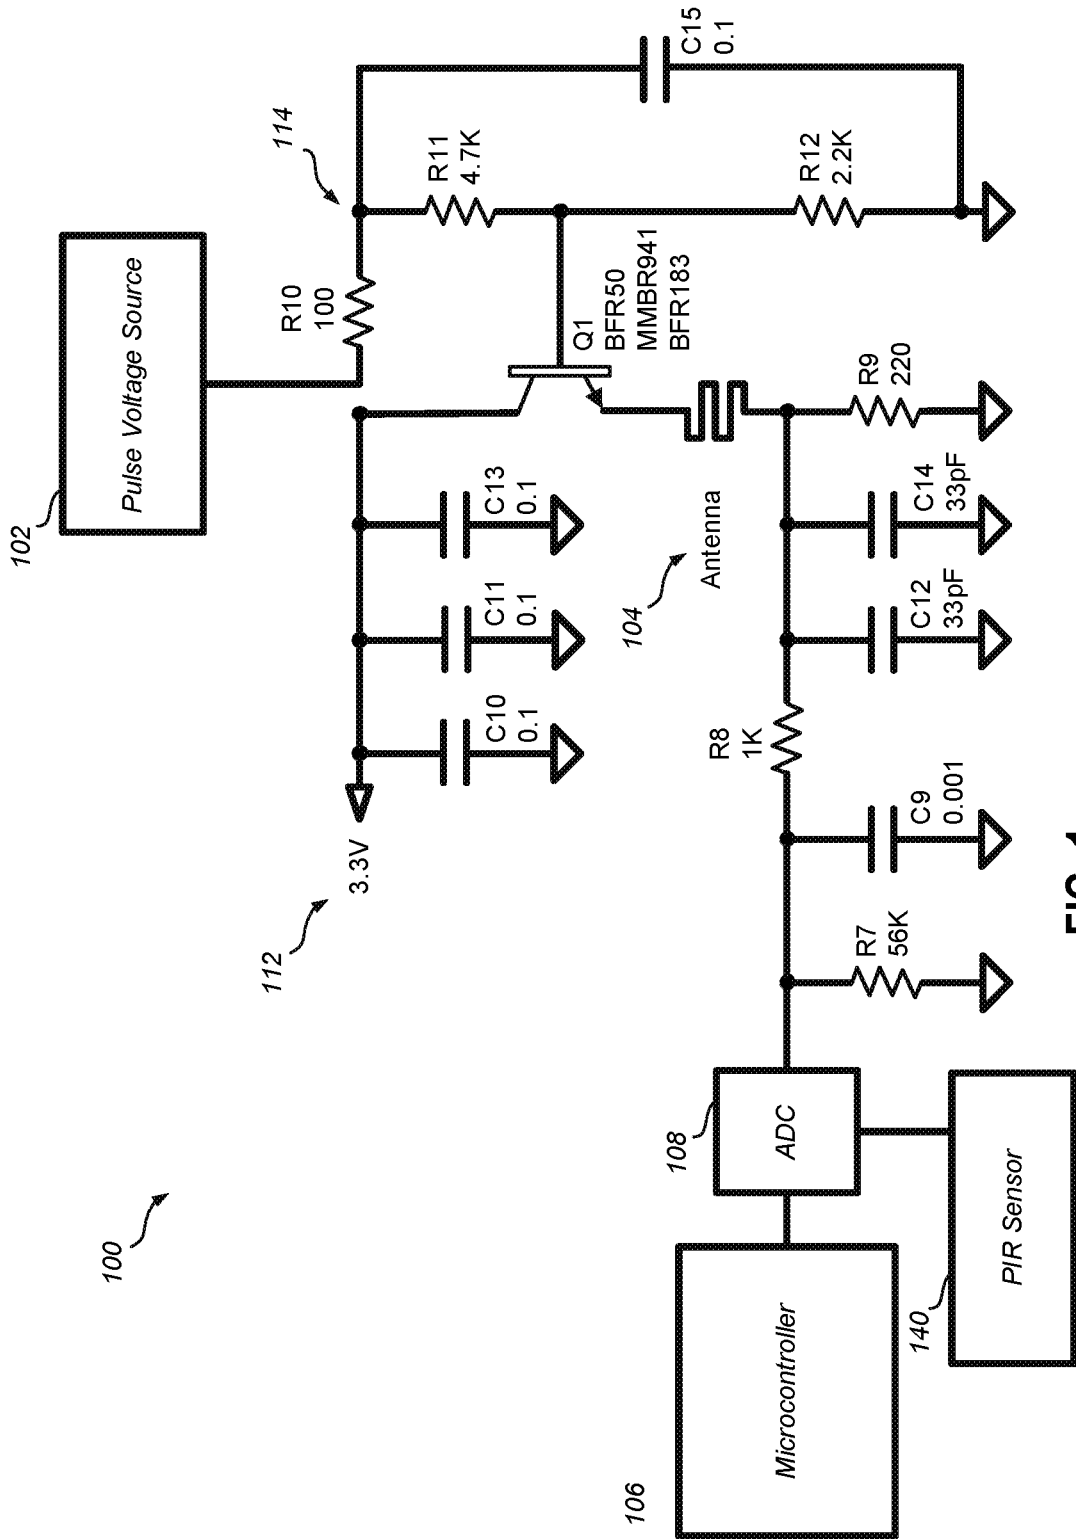 100
102
Pulse Voltage Source
114
R10
100
R11
4.7K
C15
0.1
R12
2.2K
Q1
BFR50
MMBR941
BFR183
112
3.3V
C10
0.1
C11
0.1
C13
0.1
104
Antenna
R9
220
C14
33pF
C12
33pF
R8
1K
C9
0.001
R7
56K
108
ADC
106
Microcontroller
140
PIR Sensor
FIG. 1